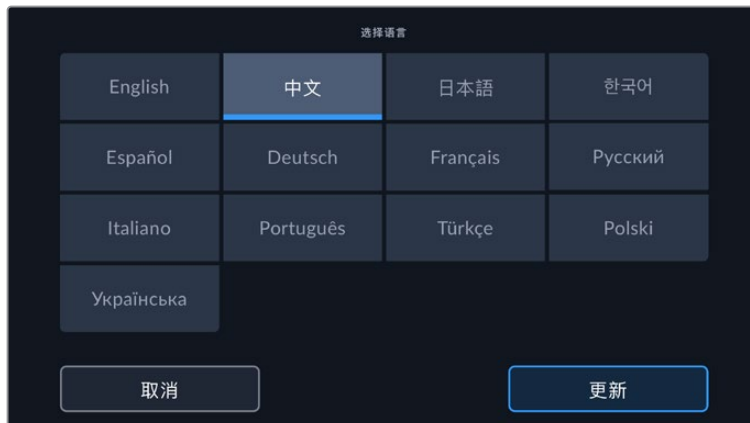 选择语言
English 中文 日本語 한국어
Español Deutsch Français Русский
Italiano Português Türkçe Polski
Українська
取消 更新